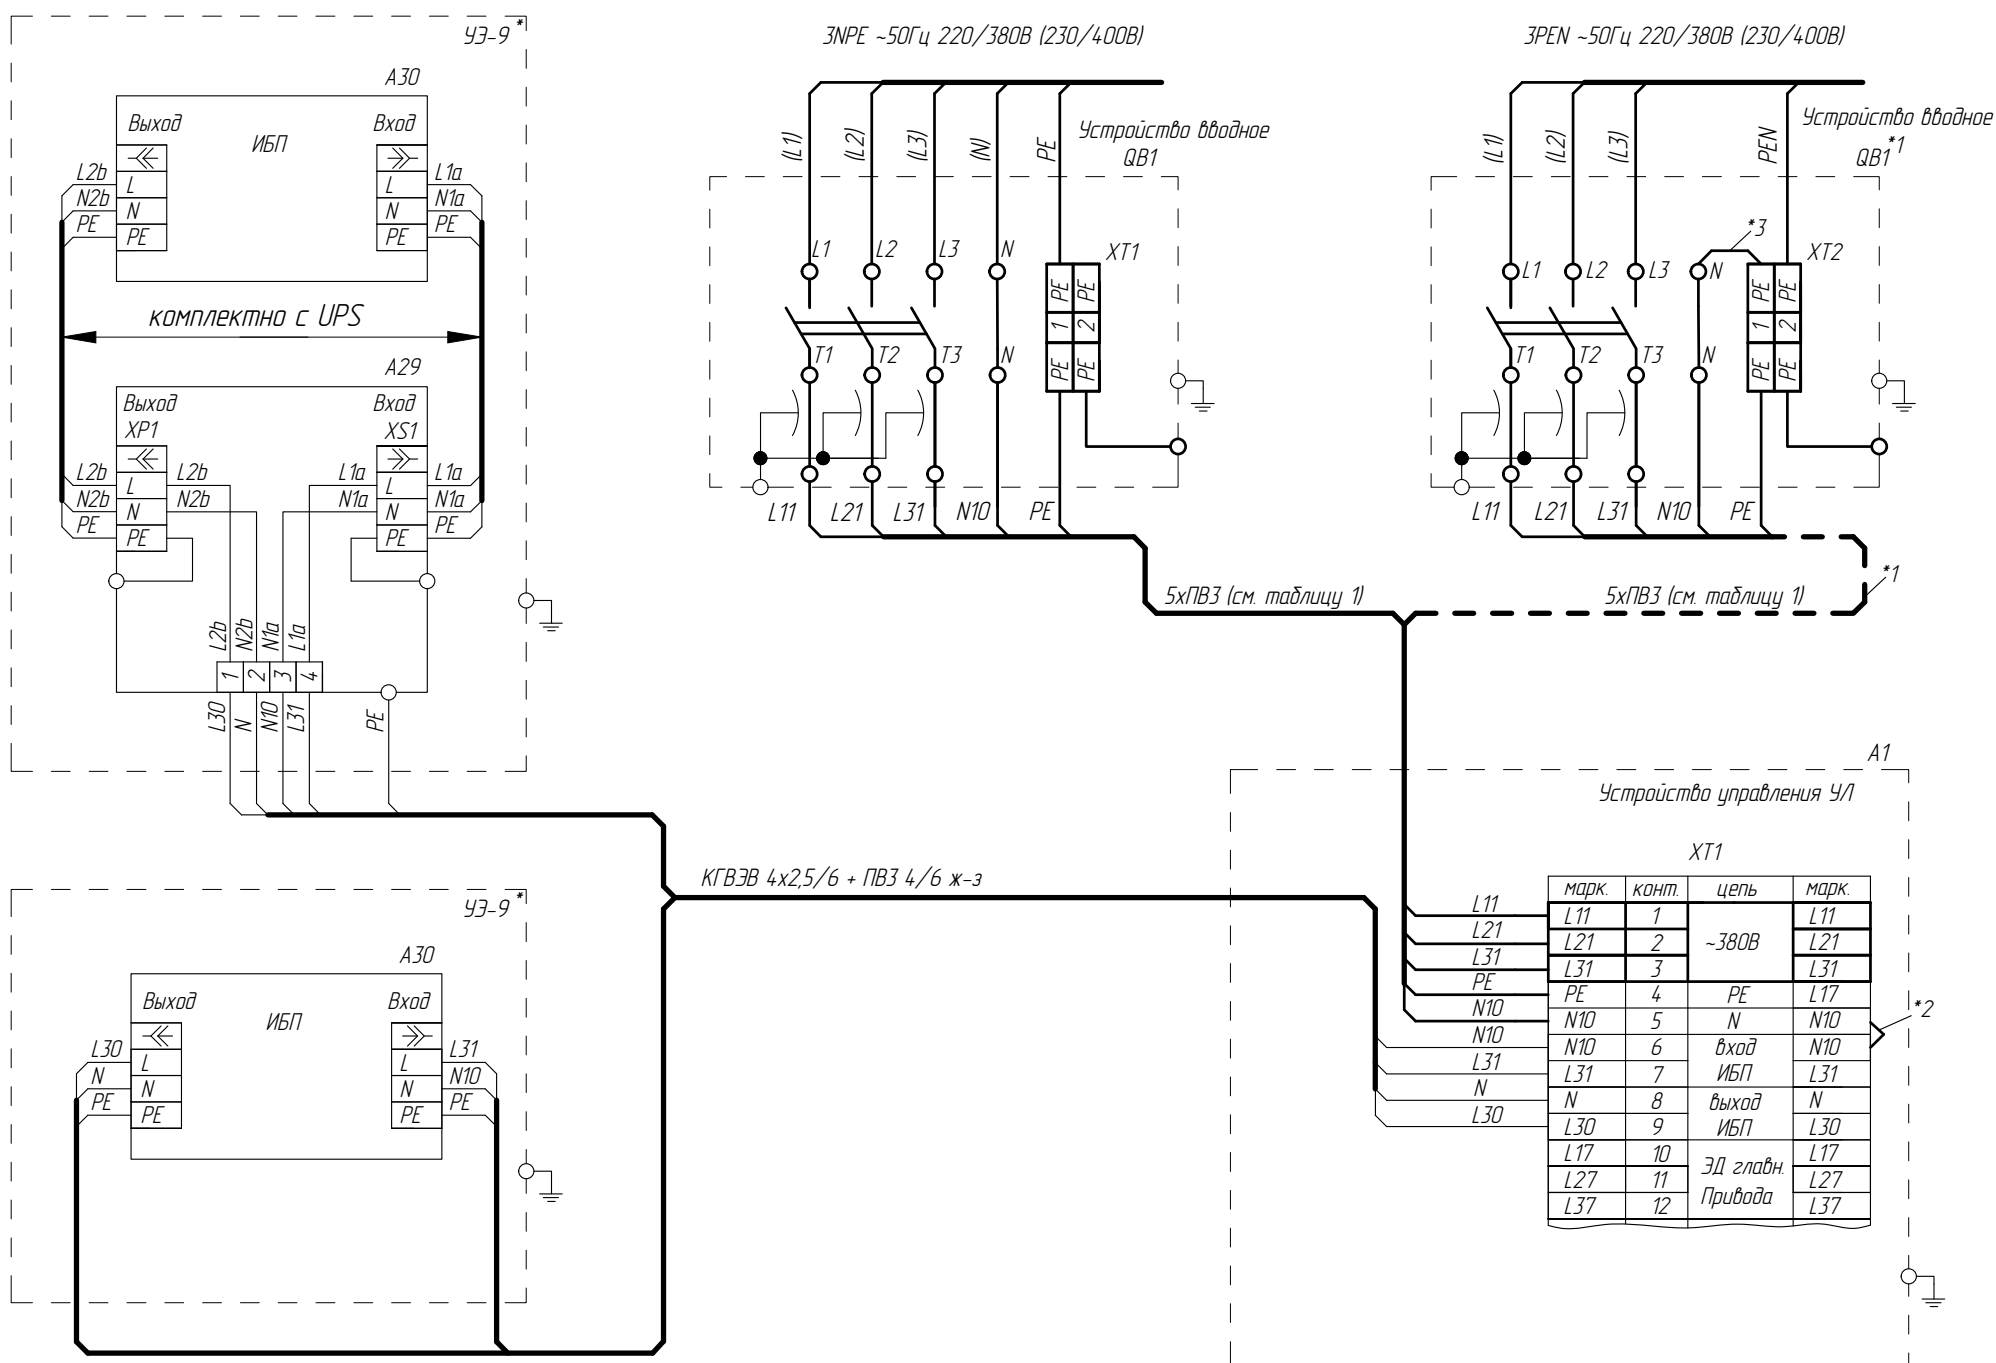 УЭ-9 *
А30
Выход
Вход
ИБП
L
N
PE
L
N
PE
L2b
N2b
PE
L1a
N1a
PE
комплектно с UPS
А29
Выход
XP1
Вход
XS1
L
N
PE
L
N
PE
L2b
N2b
PE
L2b
N2b
L1a
N1a
L1a
N1a
PE
L2b
N2b
N1a
L1a
1
2
3
4
L30
N
N10
L31
PE
3NPE ~50Гц 220/380В (230/400В)
(L1)
(L2)
(L3)
(N)
PE
Устройство вводное
QB1
L1
L2
L3
N
XT1
PE
PE
1
2
PE
PE
T1
T2
T3
N
L11
L21
L31
N10
PE
3PEN ~50Гц 220/380В (230/400В)
(L1)
(L2)
(L3)
PEN
Устройство вводное
QB1 *1
*3
L1
L2
L3
N
XT2
PE
PE
1
2
PE
PE
T1
T2
T3
N
L11
L21
L31
N10
PE
*1
5хПВ3 (см. таблицу 1)
5хПВ3 (см. таблицу 1)
УЭ-9 *
А30
Выход
Вход
ИБП
L
N
PE
L
N
PE
L30
N
PE
L31
N10
PE
КГВЭВ 4х2,5/6 + ПВ3 4/6 ж-з
А1
Устройство управления УЛ
XT1
марк. конт. цепь марк.
L11 L11 1 L11
L21 L21 2 ~380В L21
L31 L31 3 L31
PE PE 4 PE L17
N10 N10 5 N N10
*2
N10 N10 6 вход N10
L31 L31 7 ИБП L31
N N 8 выход N
L30 L30 9 ИБП L30
L17 10 ЭД главн. L17
L27 11 L27
L37 12 Привода L37